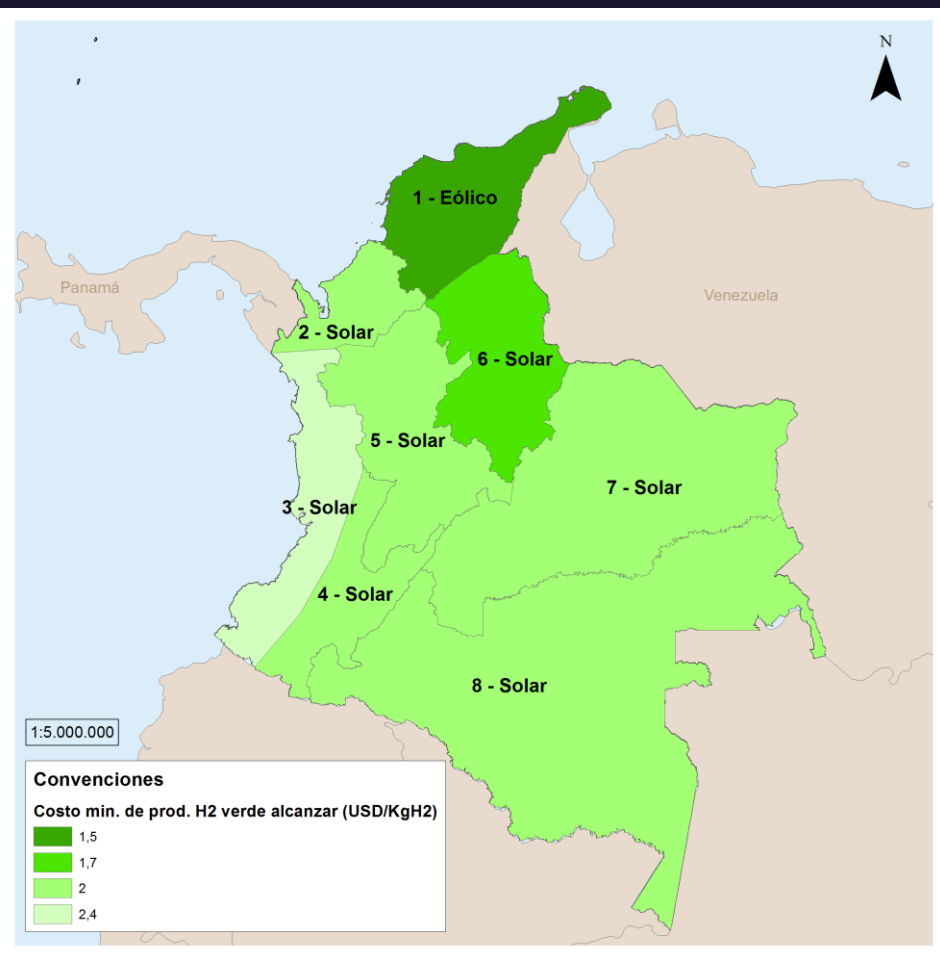 N
1 - Eólico
Panamá
Venezuela
2 - Solar
6 - Solar
5 - Solar
7 - Solar
3 - Solar
4 - Solar
8 - Solar
1:5.000.000
Convenciones
Costo min. de prod. H2 verde alcanzar (USD/KgH2)
1,5
1,7
2
2,4